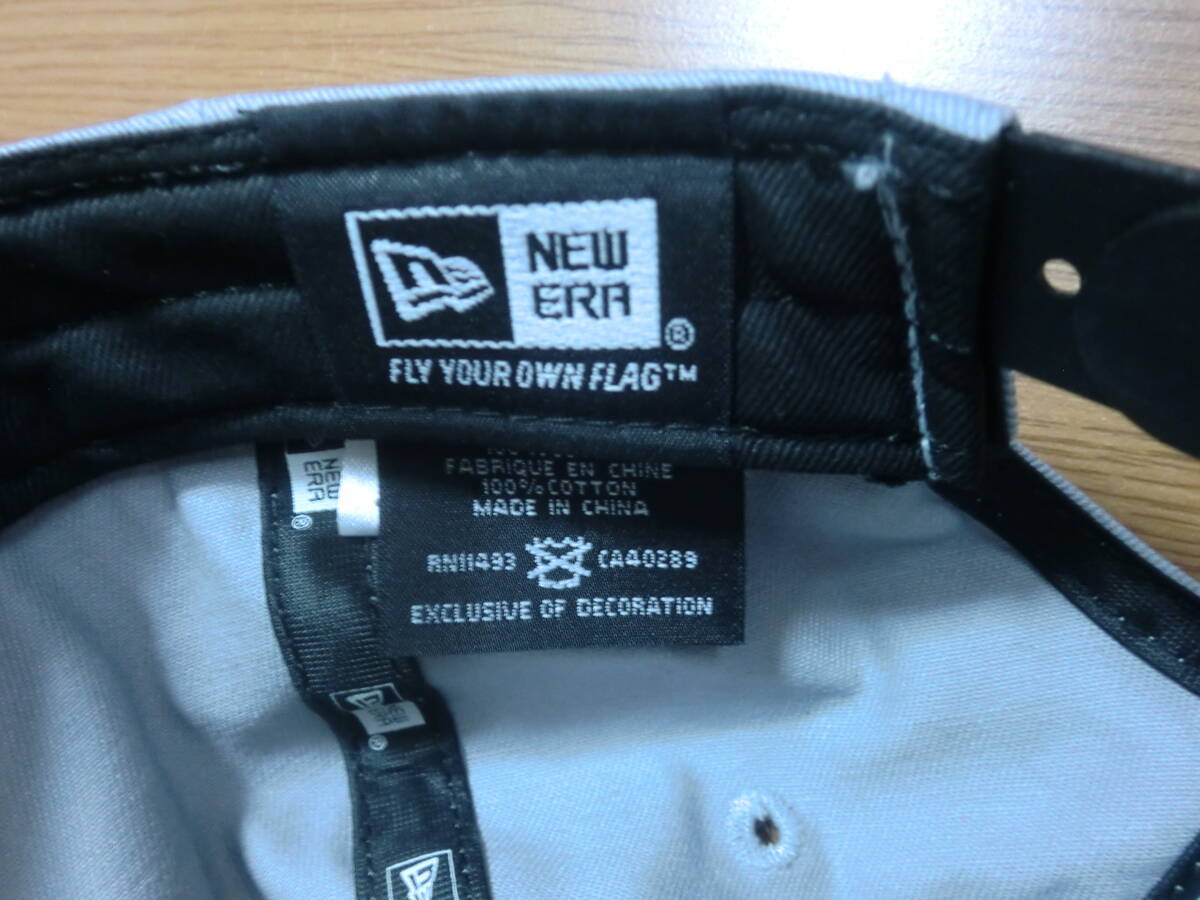 NEW
ERA
®
FLY YOUR OWN FLAG™
NEW
ERA
®
FABRIQUE EN CHINE
100% COTTON
MADE IN CHINA
RN11493 CA40289
EXCLUSIVE OF DECORATION